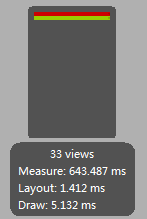 33 views
Measure: 643.487 ms
Layout: 1.412 ms
Draw: 5.132 ms